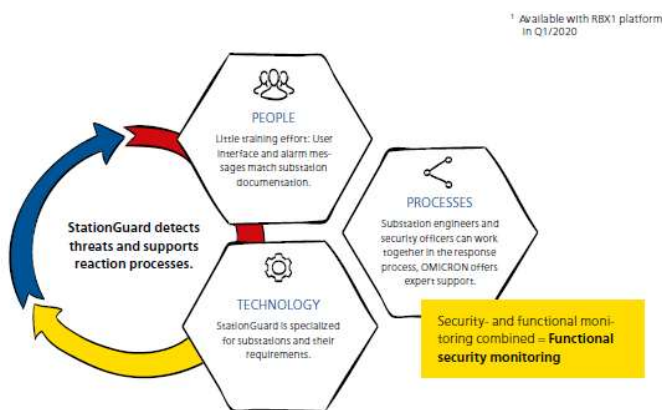 ¹ Available with RBX1 platform
in Q1/2020
PEOPLE
Little training effort: User
interface and alarm mes-
sages match substation
documentation.
StationGuard detects
threats and supports
reaction processes.
PROCESSES
Substation engineers and
security officers can work
together in the response
process, OMICRON offers
expert support.
TECHNOLOGY
StationGuard is specialized
for substations and their
requirements.
Security- and functional moni-
toring combined = Functional
security monitoring